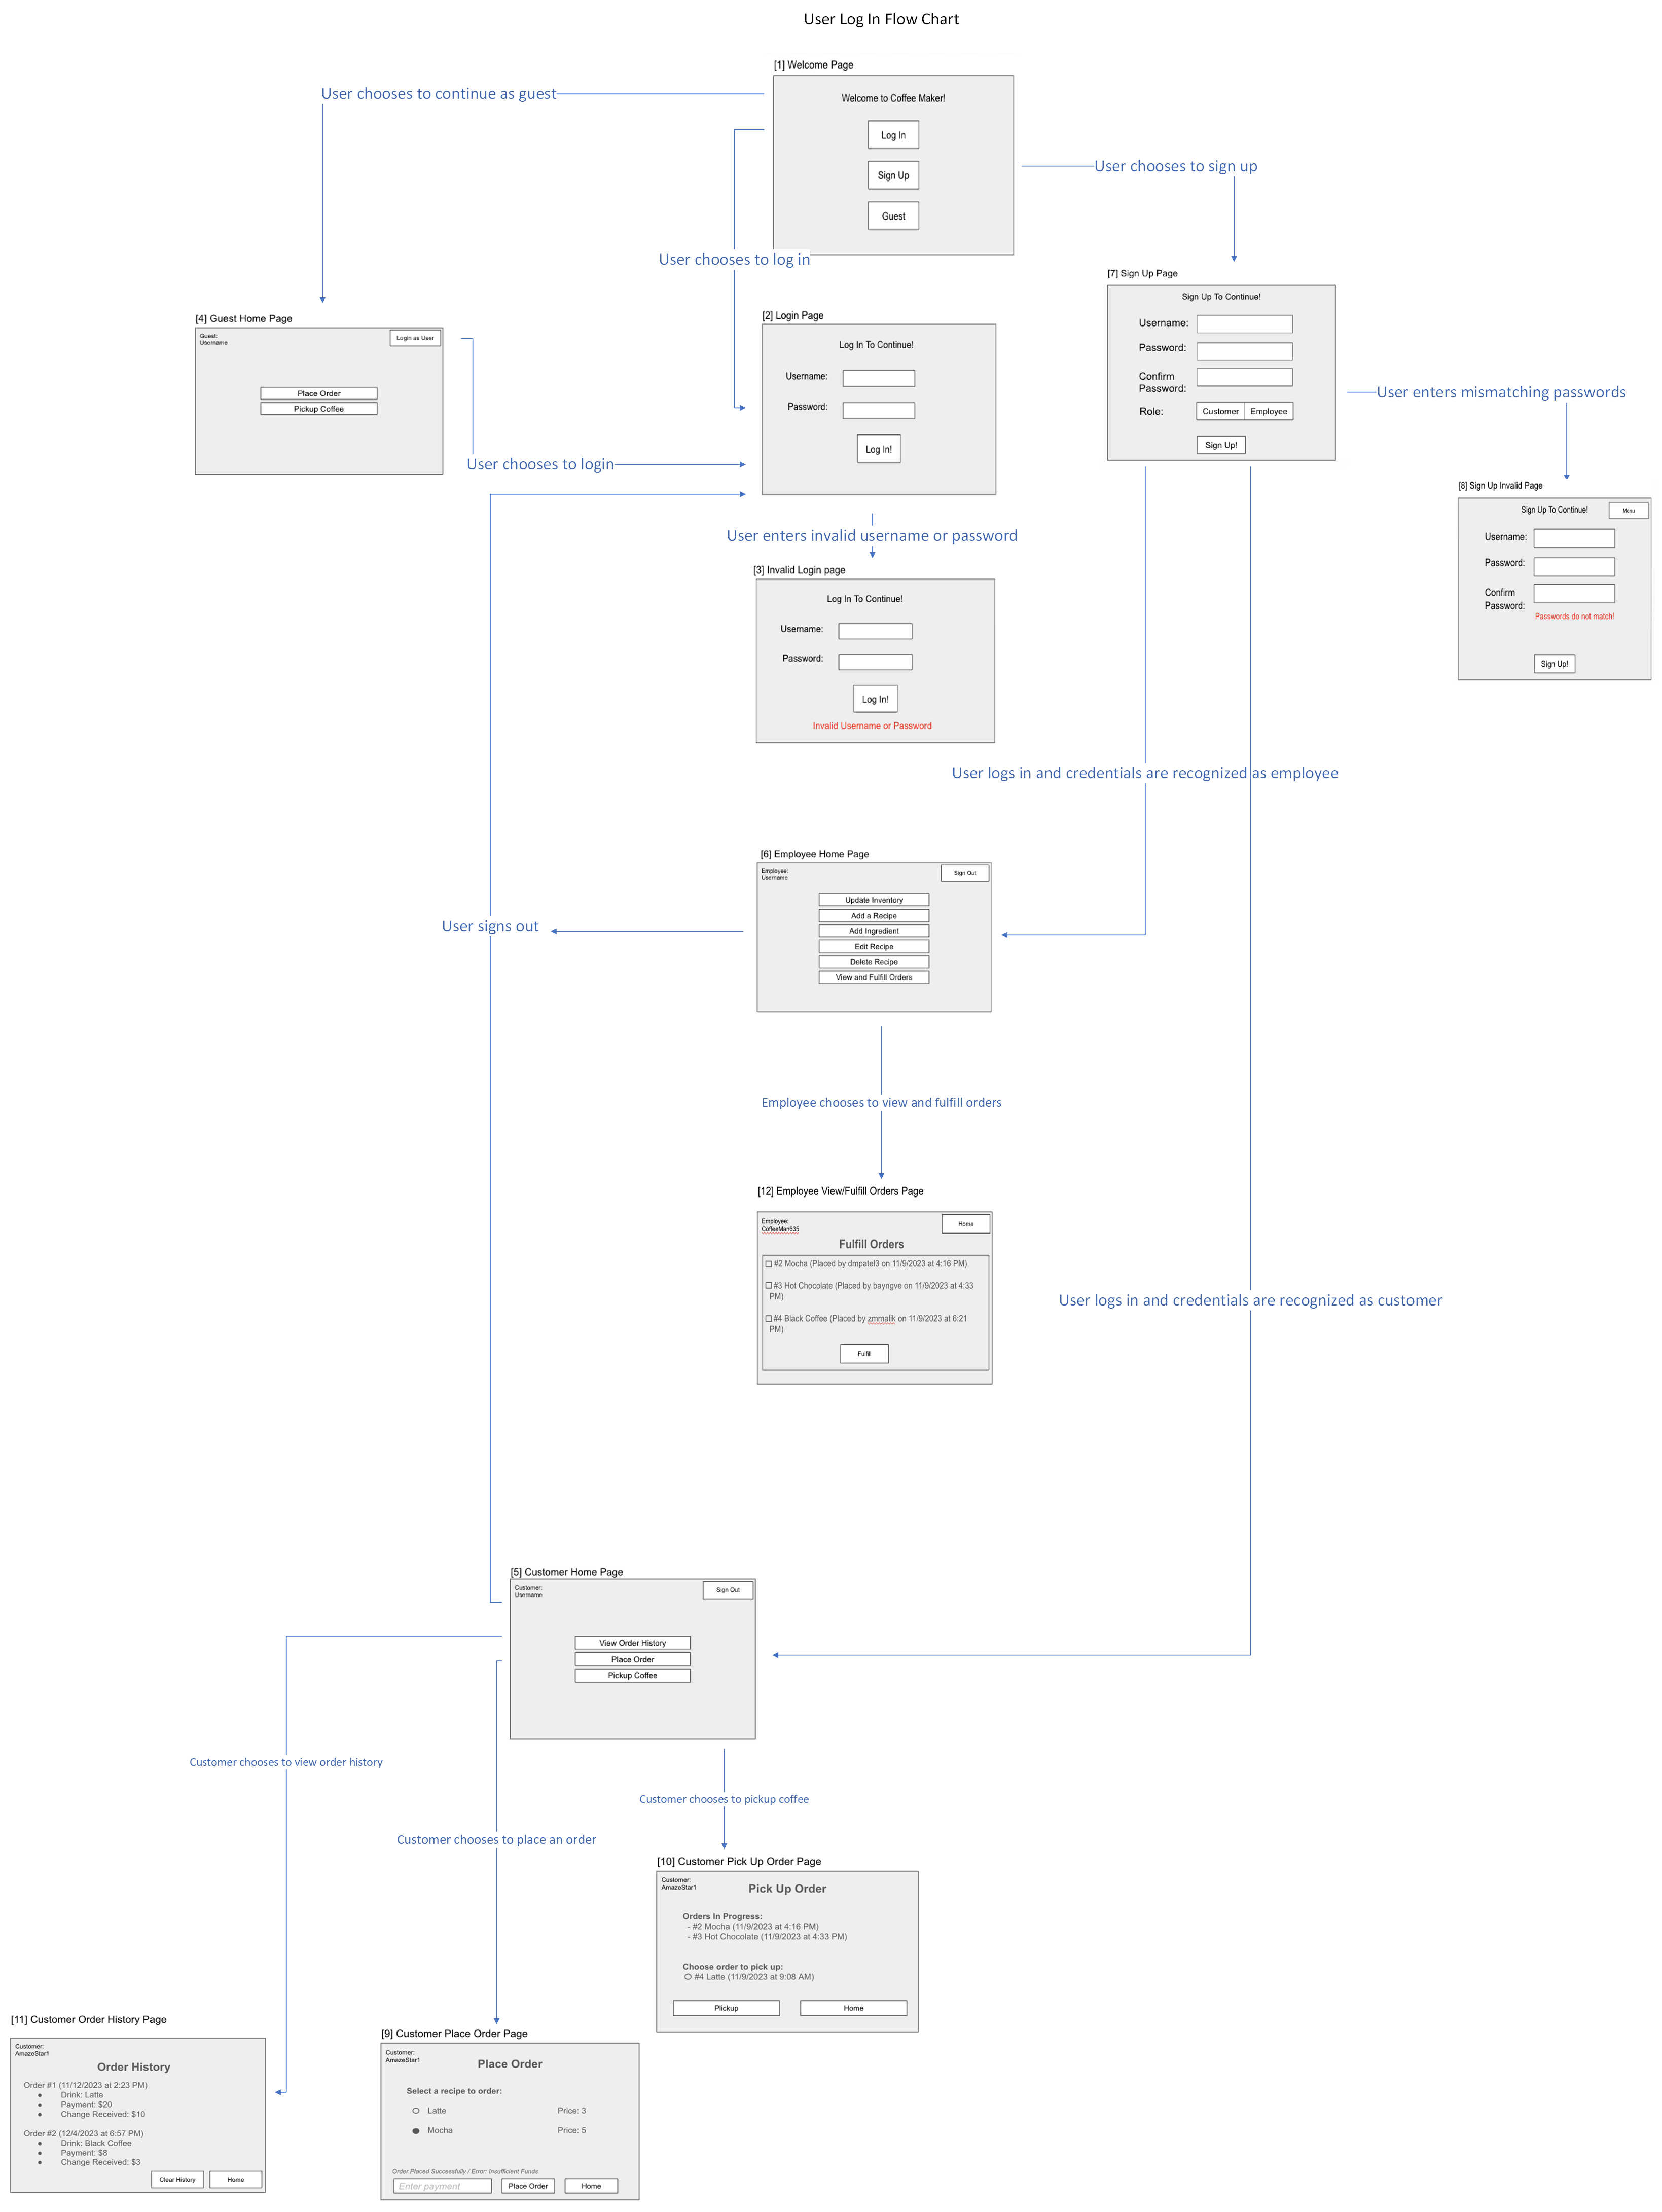 User Log In Flow Chart
[1] Welcome Page
Welcome to Coffee Maker!
Log In
Sign Up
Guest
User chooses to continue as guest
User chooses to sign up
User chooses to log in
[7] Sign Up Page
Sign Up To Continue!
Username:
Password:
Confirm
Password:
Role:
Customer
Employee
Sign Up!
[4] Guest Home Page
Guest:
Username
Login as User
Place Order
Pickup Coffee
[2] Login Page
Log In To Continue!
Username:
Password:
Log In!
User chooses to login
User enters mismatching passwords
[8] Sign Up Invalid Page
Sign Up To Continue!
Menu
Username:
Password:
Confirm
Password:
Passwords do not match!
Sign Up!
User enters invalid username or password
[3] Invalid Login page
Log In To Continue!
Username:
Password:
Log In!
Invalid Username or Password
User logs in and credentials are recognized as employee
[6] Employee Home Page
Employee:
Username
Sign Out
Update Inventory
Add a Recipe
Add Ingredient
Edit Recipe
Delete Recipe
View and Fulfill Orders
User signs out
Employee chooses to view and fulfill orders
[12] Employee View/Fulfill Orders Page
Employee:
CoffeeMan635
Home
Fulfill Orders
#2 Mocha (Placed by dmpatel3 on 11/9/2023 at 4:16 PM)
#3 Hot Chocolate (Placed by bayngve on 11/9/2023 at 4:33
PM)
#4 Black Coffee (Placed by zmmalik on 11/9/2023 at 6:21
PM)
Fulfill
User logs in and credentials are recognized as customer
[5] Customer Home Page
Customer:
Username
Sign Out
View Order History
Place Order
Pickup Coffee
Customer chooses to view order history
Customer chooses to pickup coffee
Customer chooses to place an order
[10] Customer Pick Up Order Page
Customer:
AmazeStar1
Pick Up Order
Orders In Progress:
- #2 Mocha (11/9/2023 at 4:16 PM)
- #3 Hot Chocolate (11/9/2023 at 4:33 PM)
Choose order to pick up:
#4 Latte (11/9/2023 at 9:08 AM)
Plickup
Home
[11] Customer Order History Page
Customer:
AmazeStar1
Order History
Order #1 (11/12/2023 at 2:23 PM)
● Drink: Latte
● Payment: $20
● Change Received: $10
Order #2 (12/4/2023 at 6:57 PM)
● Drink: Black Coffee
● Payment: $8
● Change Received: $3
Clear History
Home
[9] Customer Place Order Page
Customer:
AmazeStar1
Place Order
Select a recipe to order:
Latte Price: 3
Mocha Price: 5
Order Placed Successfully / Error: Insufficient Funds
Enter payment
Place Order
Home